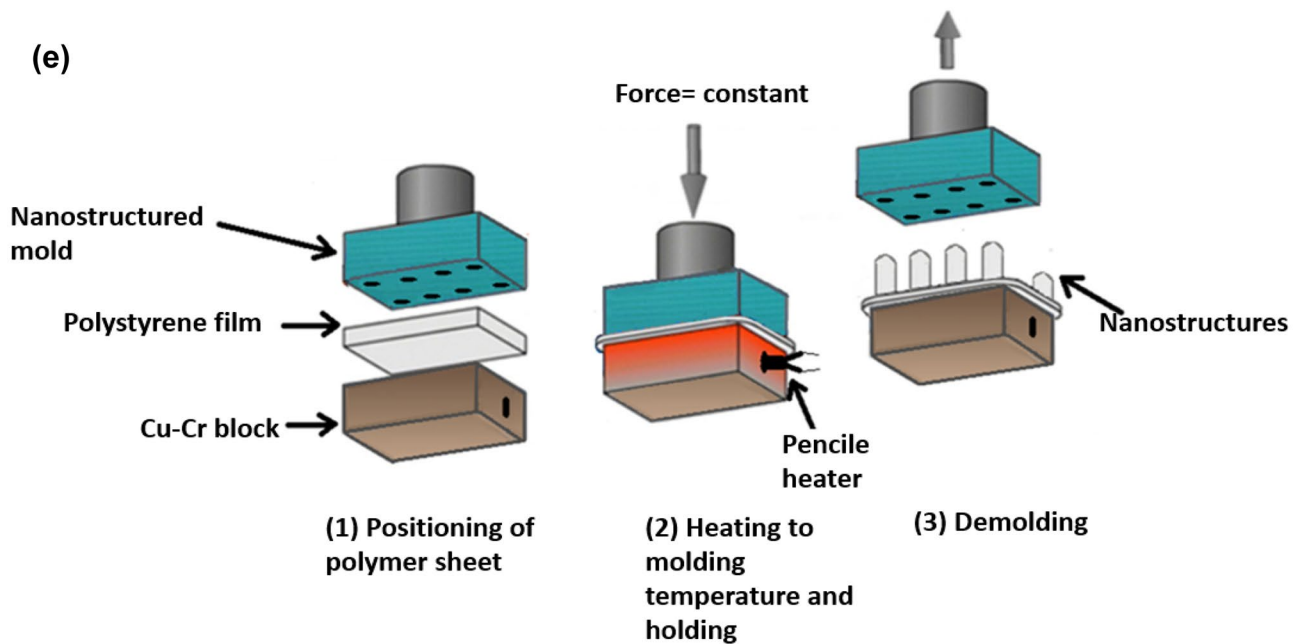 (e)
Force= constant
Nanostructured
mold
Polystyrene film
Cu-Cr block
Nanostructures
Pencile
heater
(1) Positioning of
polymer sheet
(2) Heating to
molding
temperature and
holding
(3) Demolding